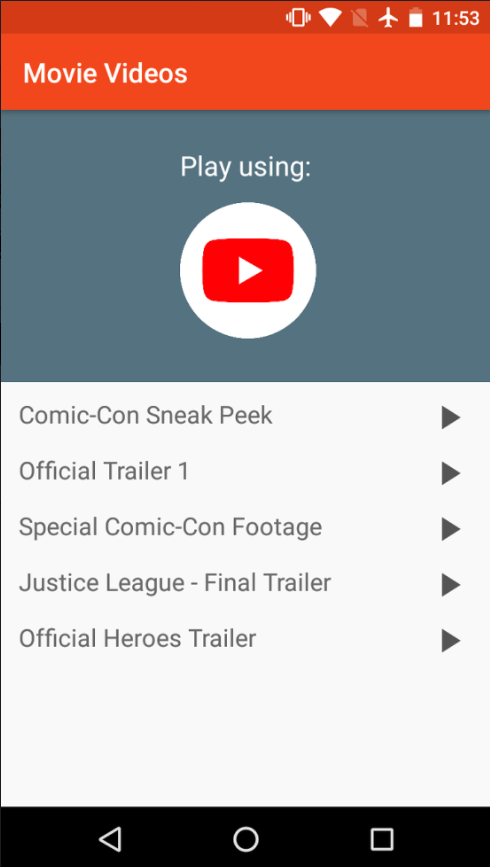 11:53
Movie Videos
Play using:
Comic-Con Sneak Peek
Official Trailer 1
Special Comic-Con Footage
Justice League - Final Trailer
Official Heroes Trailer